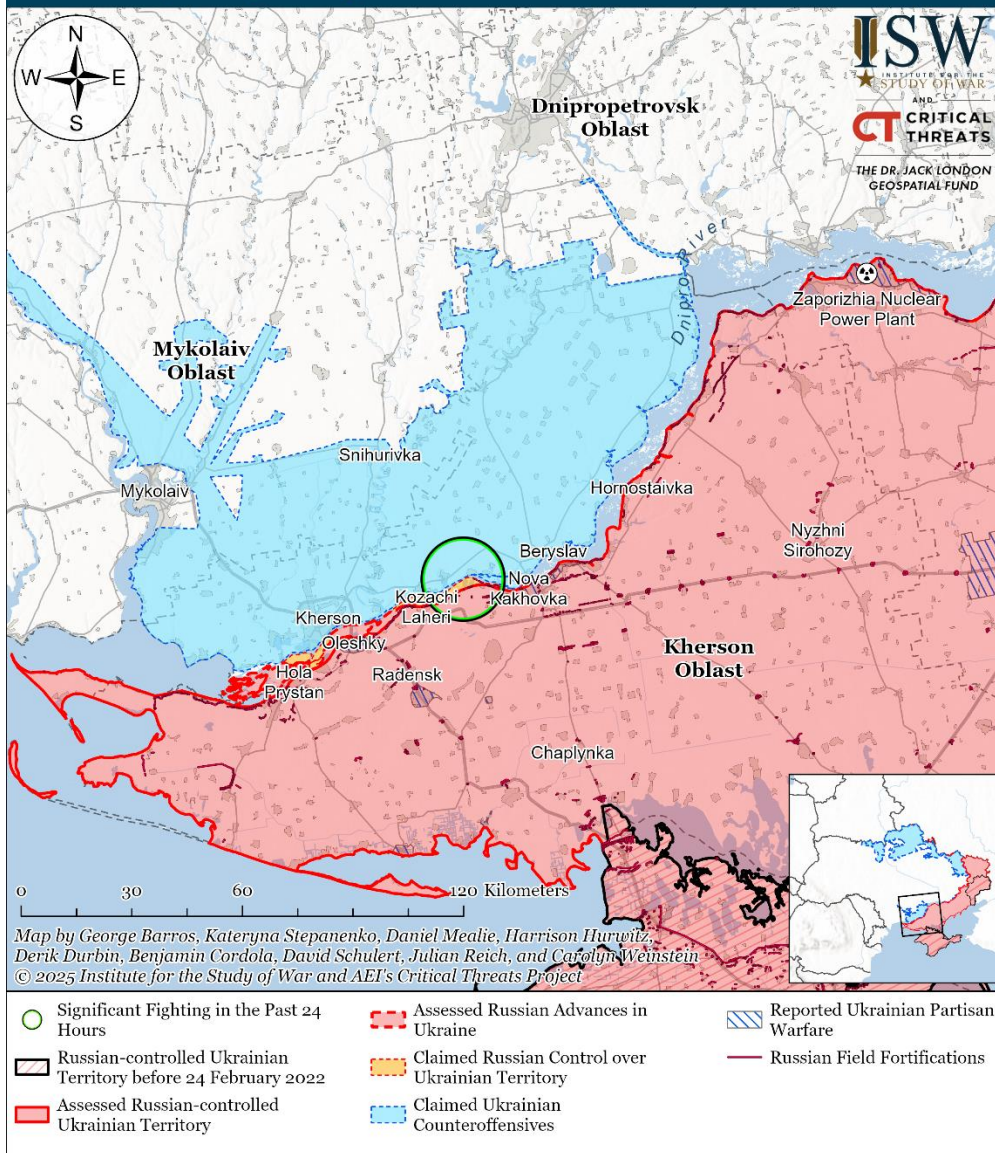 N
W E
S
ISW
INSTITUTE FOR THE
STUDY OF WAR
AND
CT CRITICAL
THREATS
THE DR. JACK LONDON
GEOSPATIAL FUND
Dnipropetrovsk
Oblast
Dnipro River
Zaporizhia Nuclear
Power Plant
Mykolaiv
Oblast
Snihurivka
Mykolaiv
Hornostaivka
Nyzhni
Sirohozy
Beryslav
Nova
Kakhovka
Kozachi
Laheri
Kherson
Oleshky
Hola
Prystan
Radensk
Kherson
Oblast
Chaplynka
0 30 60 120 Kilometers
Map by George Barros, Kateryna Stepanenko, Daniel Mealie, Harrison Hurwitz,
Derik Durbin, Benjamin Cordola, David Schulert, Julian Reich, and Carolyn Weinstein
© 2025 Institute for the Study of War and AEI's Critical Threats Project
Significant Fighting in the Past 24
Hours
Russian-controlled Ukrainian
Territory before 24 February 2022
Assessed Russian-controlled
Ukrainian Territory
Assessed Russian Advances in
Ukraine
Claimed Russian Control over
Ukrainian Territory
Claimed Ukrainian
Counteroffensives
Reported Ukrainian Partisan
Warfare
Russian Field Fortifications